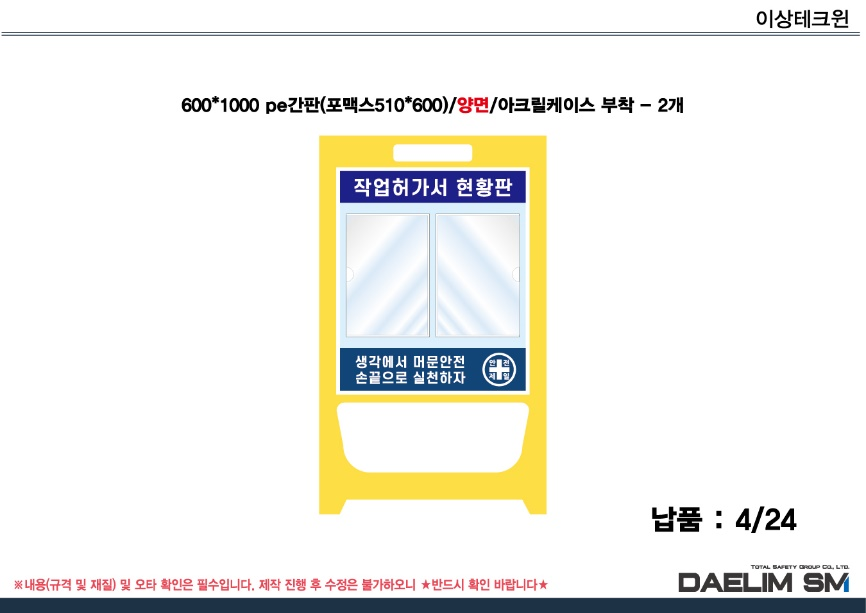 이상테크윈
600*1000 pe간판(포맥스510*600)/양면/아크릴케이스 부착 - 2개
작업허가서 현황판
생각에서 머문안전
손끝으로 실천하자
안전
제일
납품 : 4/24
※내용(규격 및 재질) 및 오타 확인은 필수입니다. 제작 진행 후 수정은 불가하오니 ★반드시 확인 바랍니다★
TOTAL SAFETY GROUP CO., LTD.
DAELIM SM